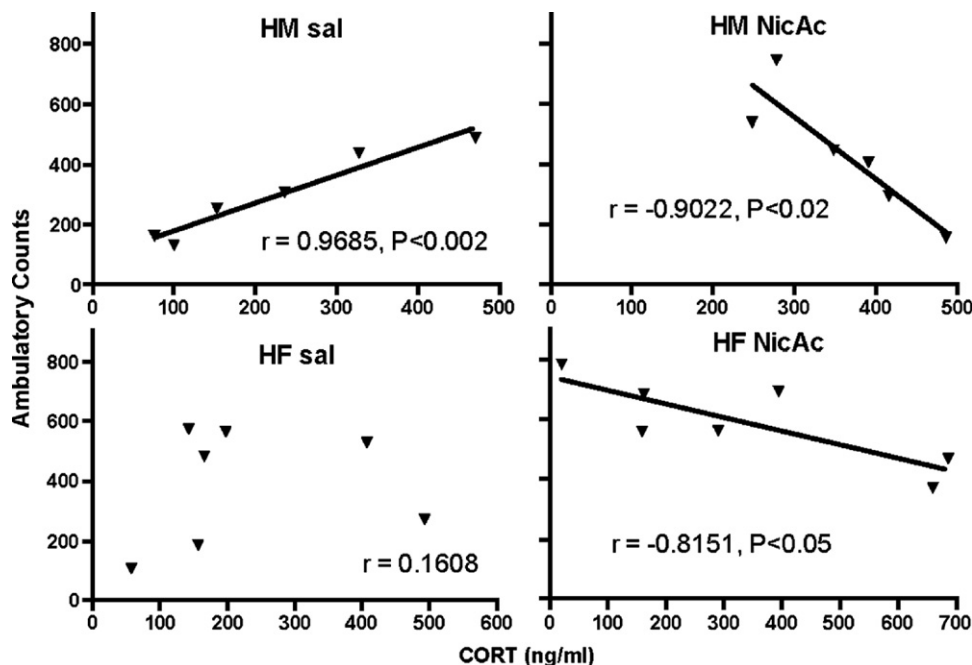 HM sal
HM NicAc
800
600
400
200
0
r = 0.9685, P<0.002
r = -0.9022, P<0.02
0 100 200 300 400 500
0 100 200 300 400 500
HF sal
HF NicAc
800
600
400
200
0
r = 0.1608
r = -0.8151, P<0.05
0 100 200 300 400 500 600
0 100 200 300 400 500 600 700
Ambulatory Counts
CORT (ng/ml)